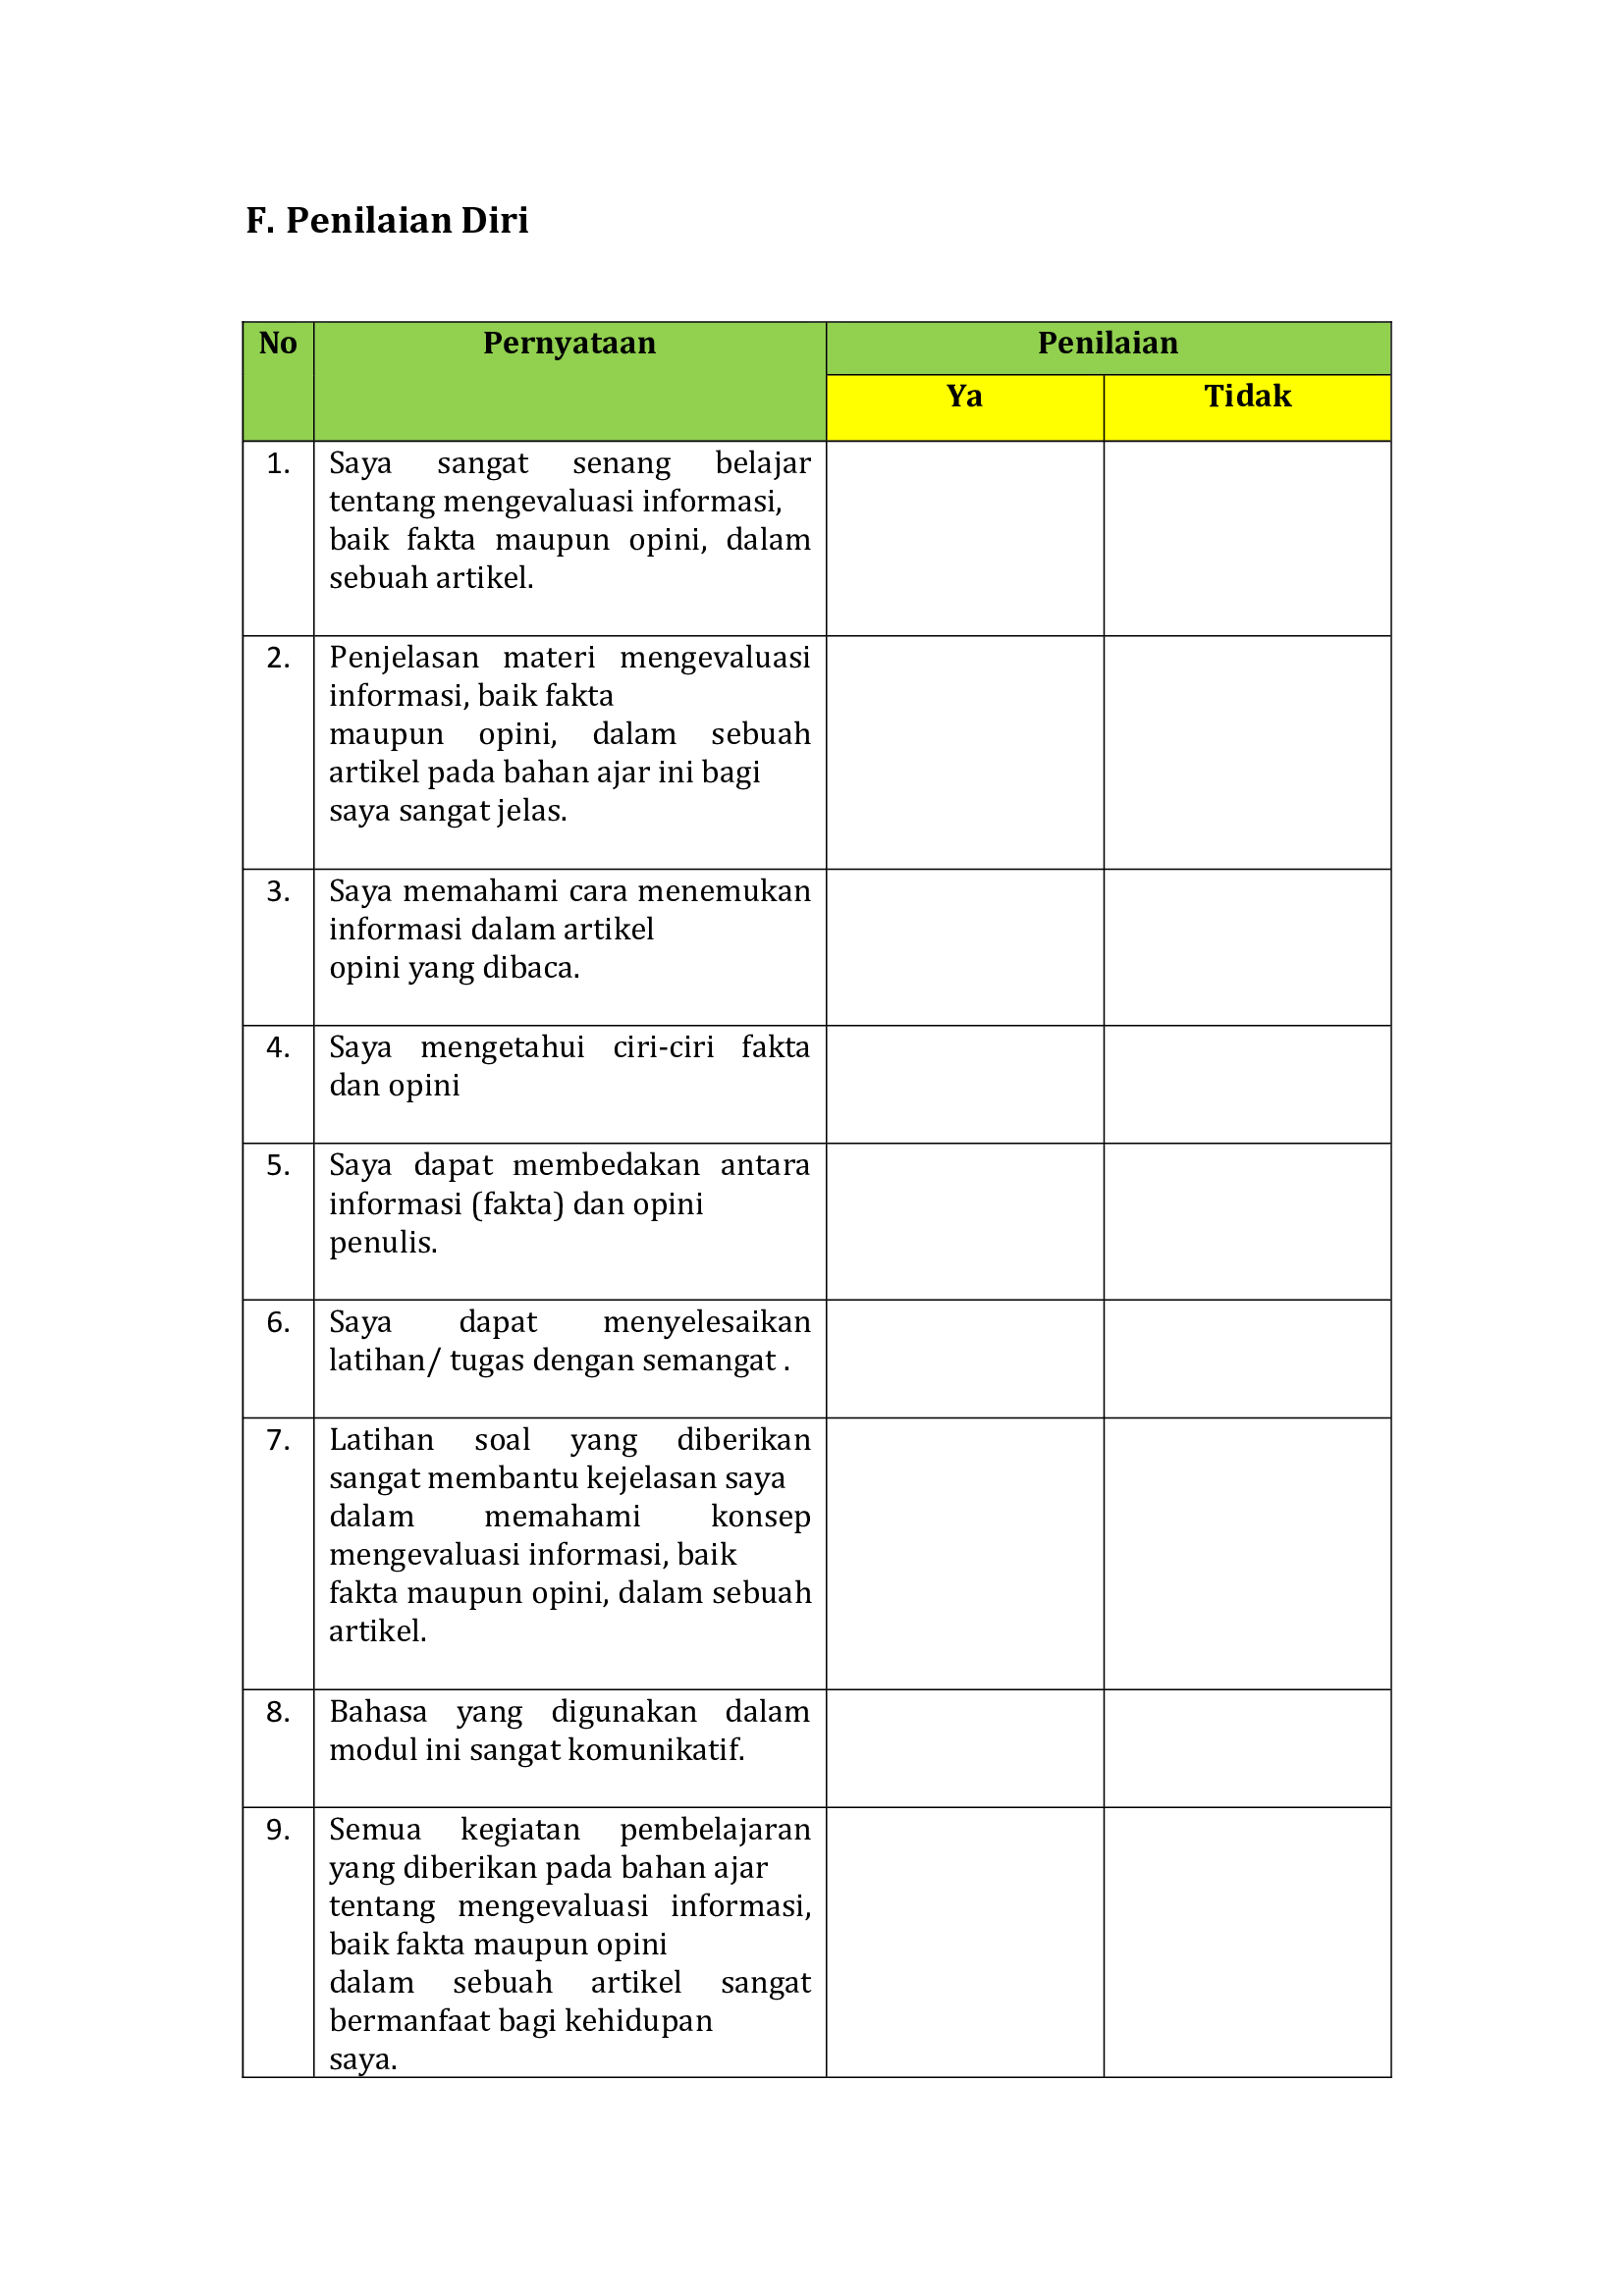 F. Penilaian Diri
No Pernyataan Penilaian
Ya Tidak
1. Saya sangat senang belajar
tentang mengevaluasi informasi,
baik fakta maupun opini, dalam
sebuah artikel.
2. Penjelasan materi mengevaluasi
informasi, baik fakta
maupun opini, dalam sebuah
artikel pada bahan ajar ini bagi
saya sangat jelas.
3. Saya memahami cara menemukan
informasi dalam artikel
opini yang dibaca.
4. Saya mengetahui ciri-ciri fakta
dan opini
5. Saya dapat membedakan antara
informasi (fakta) dan opini
penulis.
6. Saya dapat menyelesaikan
latihan/ tugas dengan semangat .
7. Latihan soal yang diberikan
sangat membantu kejelasan saya
dalam memahami konsep
mengevaluasi informasi, baik
fakta maupun opini, dalam sebuah
artikel.
8. Bahasa yang digunakan dalam
modul ini sangat komunikatif.
9. Semua kegiatan pembelajaran
yang diberikan pada bahan ajar
tentang mengevaluasi informasi,
baik fakta maupun opini
dalam sebuah artikel sangat
bermanfaat bagi kehidupan
saya.